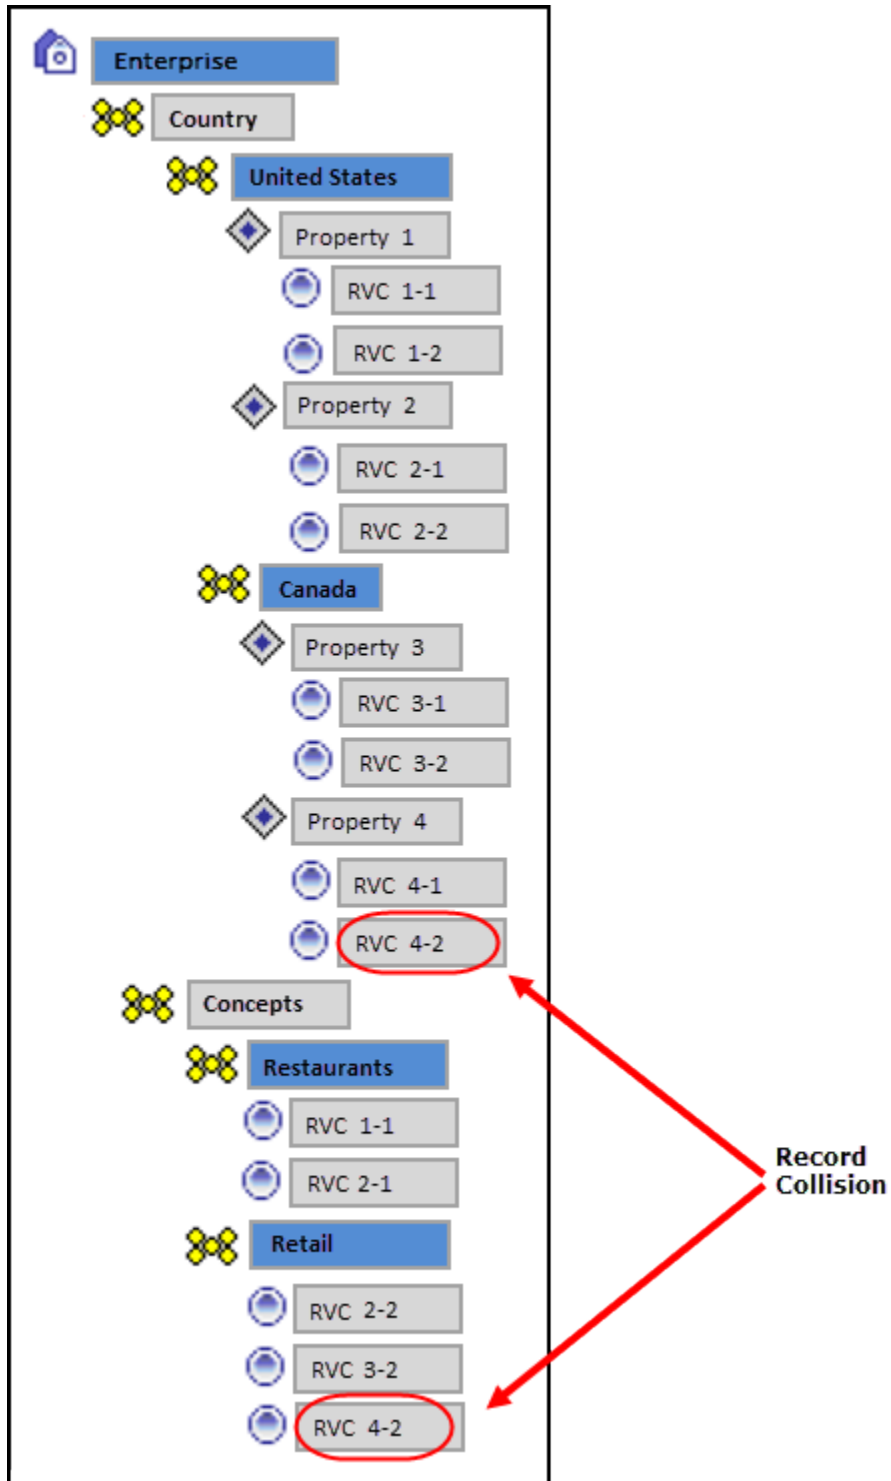 Enterprise
Country
United States
Property 1
RVC 1-1
RVC 1-2
Property 2
RVC 2-1
RVC 2-2
Canada
Property 3
RVC 3-1
RVC 3-2
Property 4
RVC 4-1
RVC 4-2
Concepts
Restaurants
RVC 1-1
RVC 2-1
Retail
RVC 2-2
RVC 3-2
RVC 4-2
Record
Collision